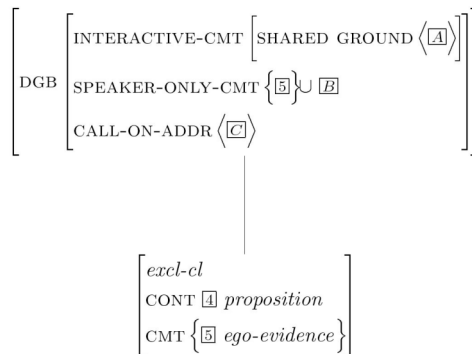 INTERACTIVE-CMT [SHARED GROUND ⟨[A]⟩]
DGB SPEAKER-ONLY-CMT {[5]} ∪ [B]
CALL-ON-ADDR ⟨[C]⟩
excl-cl
CONT [4] proposition
CMT {[5] ego-evidence}